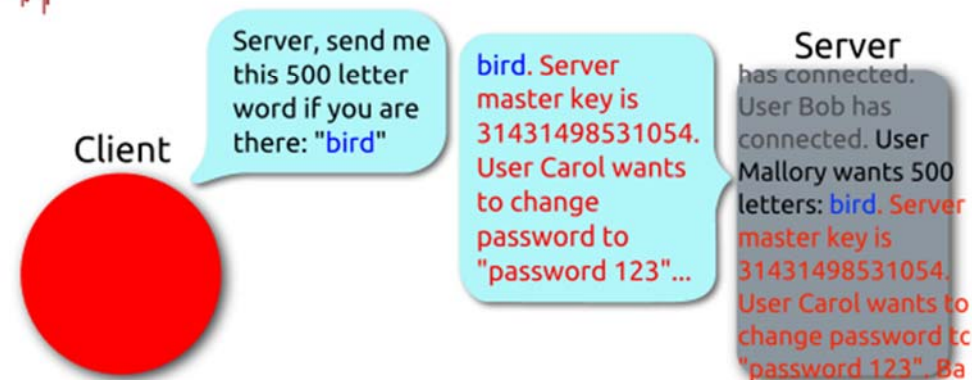 Client
Server, send me
this 500 letter
word if you are
there: "bird"
bird. Server
master key is
31431498531054.
User Carol wants
to change
password to
"password 123"...
Server
has connected.
User Bob has
connected. User
Mallory wants 500
letters: bird. Server
master key is
31431498531054.
User Carol wants to
change password to
"password 123". Ba